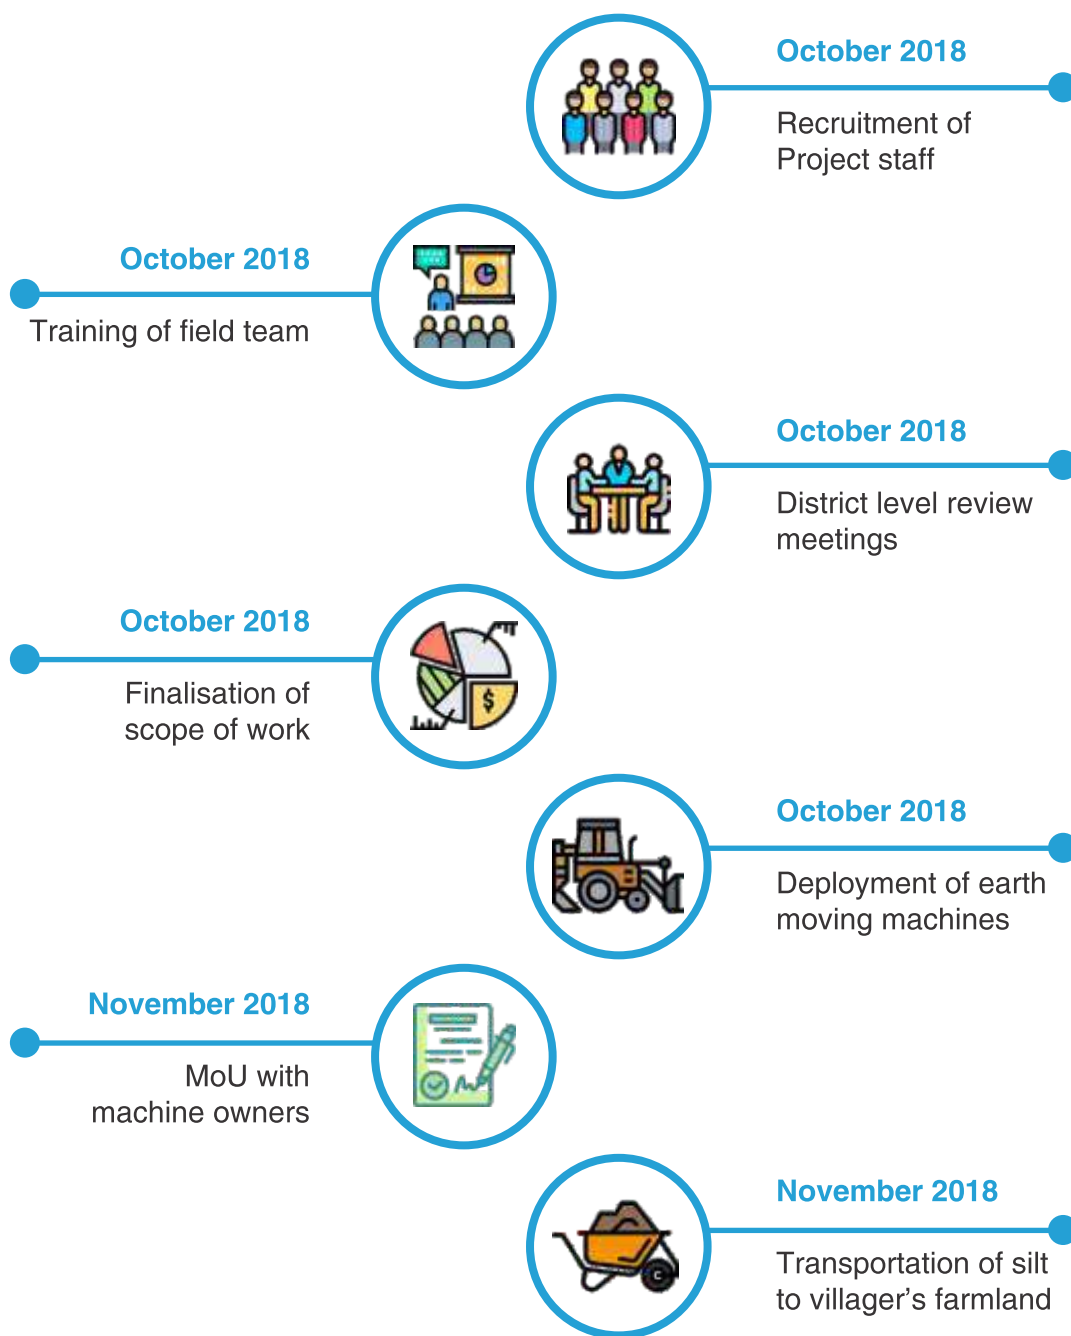 October 2018
Recruitment of
Project staff
October 2018
Training of field team
October 2018
District level review
meetings
October 2018
Finalisation of
scope of work
$
October 2018
Deployment of earth
moving machines
November 2018
MoU with
machine owners
November 2018
Transportation of silt
to villager’s farmland